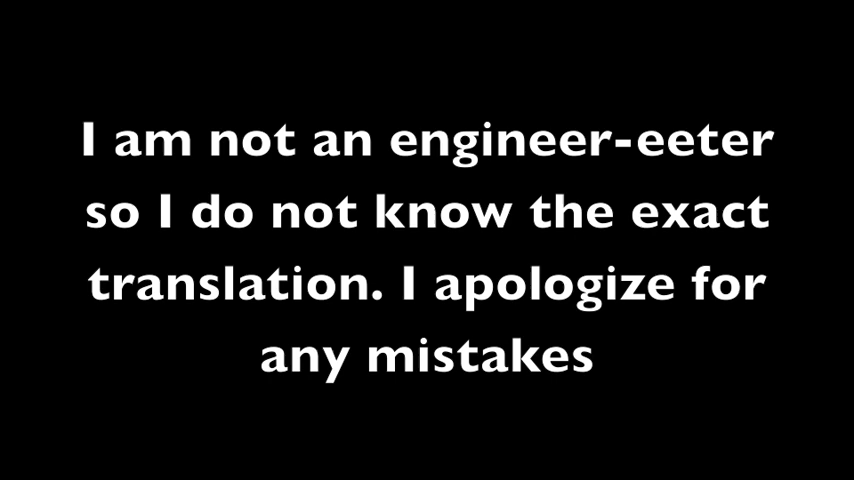 I am not an engineer-eeter
so I do not know the exact
translation. I apologize for
any mistakes